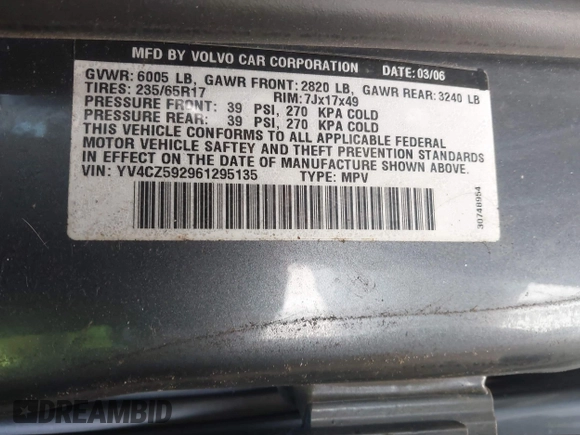 MFD BY VOLVO CAR CORPORATION DATE: 03/06
GVWR: 6005 LB, GAWR FRONT: 2820 LB, GAWR REAR: 3240 LB
TIRES: 235/65R17 RIM: 7Jx17x49
PRESSURE FRONT: 39 PSI, 270 KPA COLD
PRESSURE REAR: 39 PSI, 270 KPA COLD
THIS VEHICLE CONFORMS TO ALL APPLICABLE FEDERAL
MOTOR VEHICLE SAFETY AND THEFT PREVENTION STANDARDS
IN EFFECT ON THE DATE OF MANUFACTURE SHOWN ABOVE.
VIN: YV4CZ592961295135 TYPE: MPV
30748954
DREAMBID